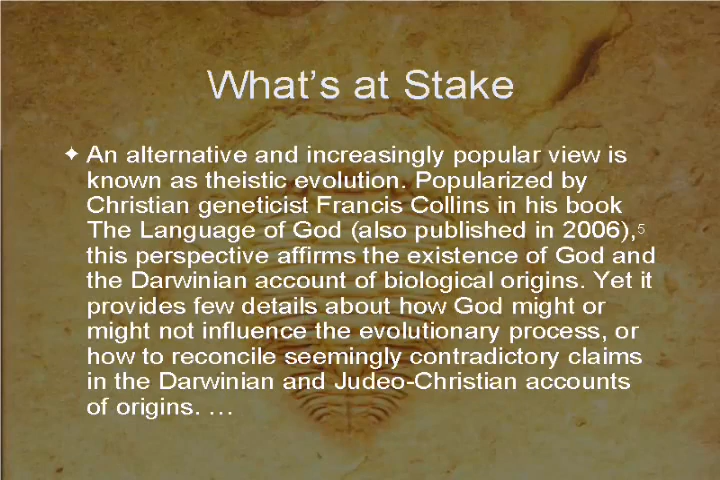 What's at Stake
✦ An alternative and increasingly popular view is
known as theistic evolution. Popularized by
Christian geneticist Francis Collins in his book
The Language of God (also published in 2006),⁵
this perspective affirms the existence of God and
the Darwinian account of biological origins. Yet it
provides few details about how God might or
might not influence the evolutionary process, or
how to reconcile seemingly contradictory claims
in the Darwinian and Judeo-Christian accounts
of origins. …